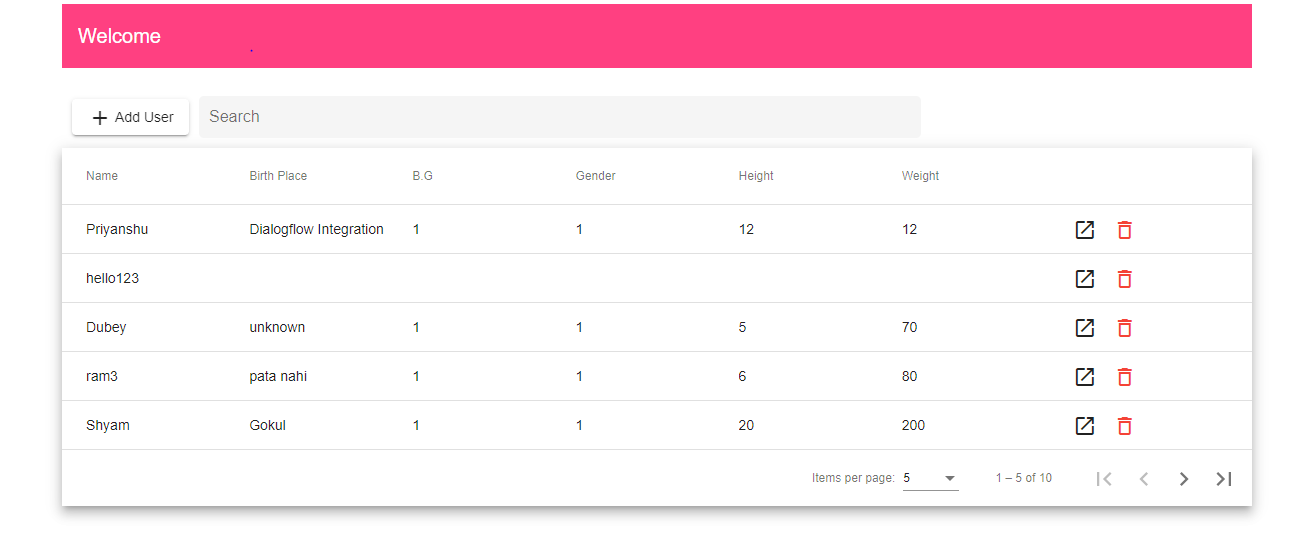 Welcome
Add User Search
Name Birth Place B.G Gender Height Weight
Priyanshu Dialogflow Integration 1 1 12 12
hello123
Dubey unknown 1 1 5 70
ram3 pata nahi 1 1 6 80
Shyam Gokul 1 1 20 200
Items per page: 5 1 – 5 of 10